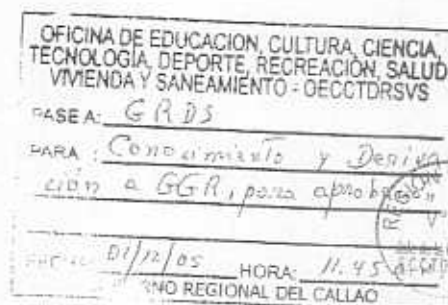 OFICINA DE EDUCACION, CULTURA, CIENCIA,
TECNOLOGÍA, DEPORTE, RECREACIÓN, SALUD
VIVIENDA Y SANEAMIENTO - OECCTDRSVS
PASE A: GRDS
PARA : Conocimiento y Deriva
ción a GGR, para aprobación
01/12/05 HORA: 11.45
RNO REGIONAL DEL CALLAO